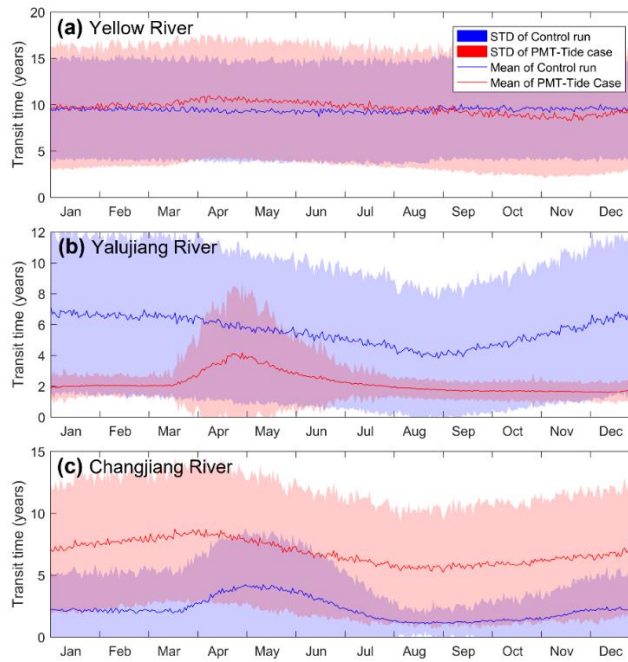 (a) Yellow River
STD of Control run
STD of PMT-Tide case
Mean of Control run
Mean of PMT-Tide Case
Transit time (years)
20
15
10
5
0
Jan Feb Mar Apr May Jun Jul Aug Sep Oct Nov Dec
(b) Yalujiang River
Transit time (years)
12
10
8
6
4
2
0
Jan Feb Mar Apr May Jun Jul Aug Sep Oct Nov Dec
(c) Changjiang River
Transit time (years)
15
10
5
0
Jan Feb Mar Apr May Jun Jul Aug Sep Oct Nov Dec